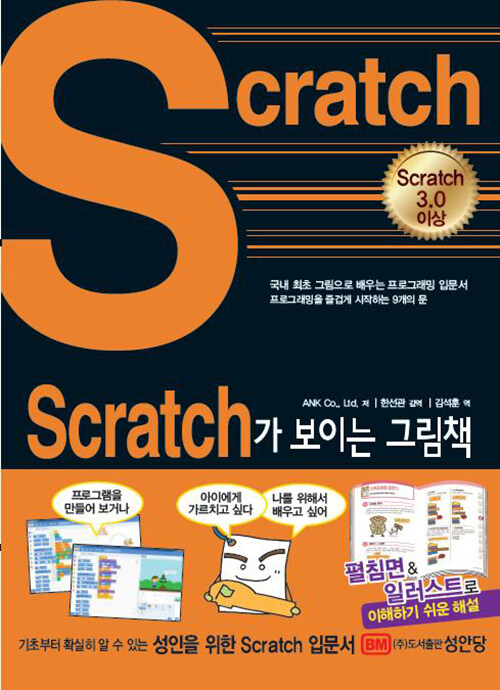 Scratch
Scratch
3.0
이상
국내 최초 그림으로 배우는 프로그래밍 입문서
프로그래밍을 즐겁게 시작하는 9개의 문
ANK Co., Ltd. 저 | 한선관 감역 | 김석훈 역
Scratch가 보이는 그림책
프로그램을
만들어 보거나
아이에게
가르치고 싶다
나를 위해서
배우고 싶어
펼침면 &
일러스트로
이해하기 쉬운 해설
기초부터 확실히 알 수 있는 성인을 위한 Scratch 입문서 BM (주)도서출판 성안당